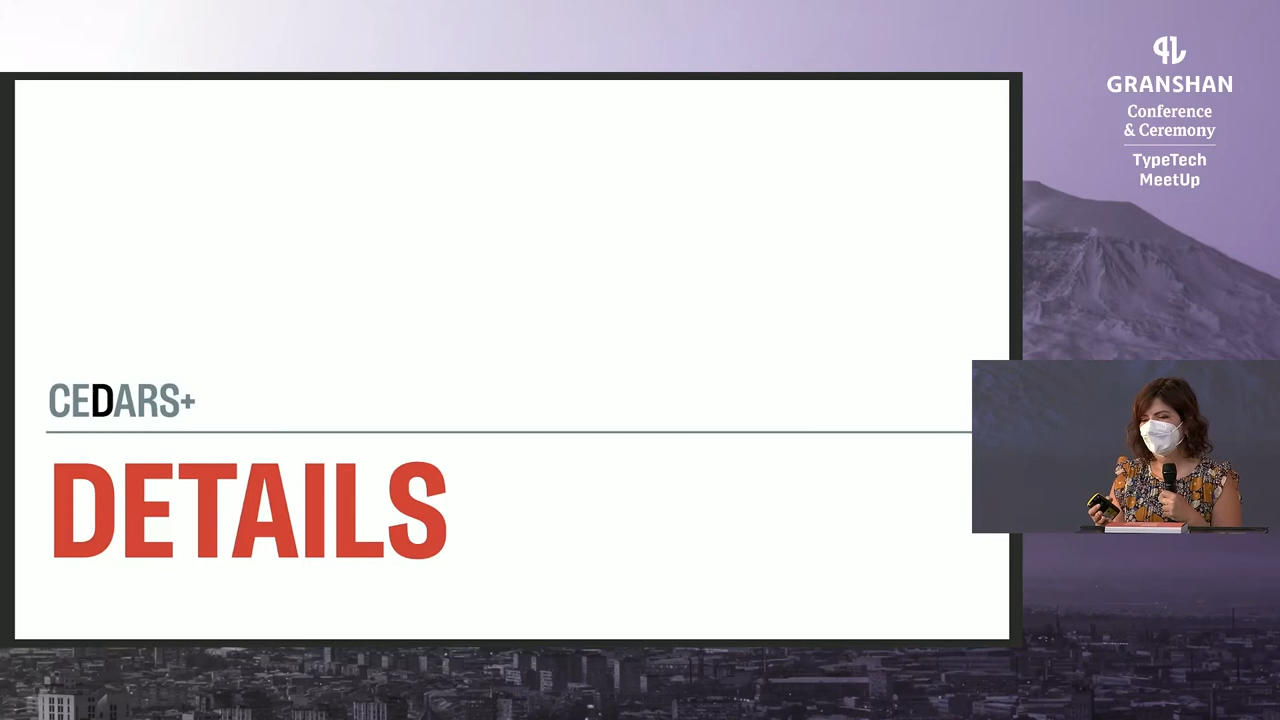 CEDARS+
DETAILS
GRANSHAN
Conference
& Ceremony
TypeTech
MeetUp